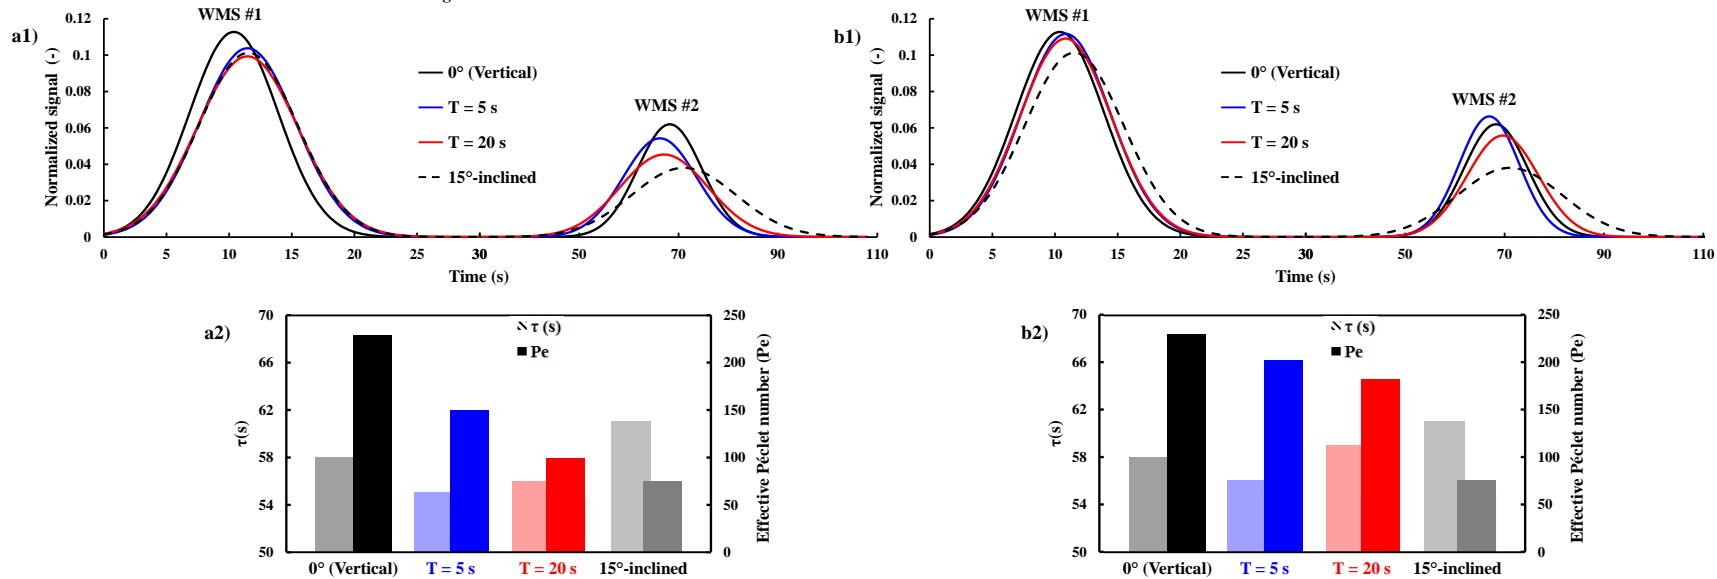 g
a1)
WMS #1
Normalized signal (-)
0.12
0.1
0.08
0.06
0.04
0.02
0
0° (Vertical)
T = 5 s
T = 20 s
15°-inclined
WMS #2
0 5 10 15 20 25 30 50 70 90 110
Time (s)
b1)
WMS #1
Normalized signal (-)
0.12
0.1
0.08
0.06
0.04
0.02
0
0° (Vertical)
T = 5 s
T = 20 s
15°-inclined
WMS #2
0 5 10 15 20 25 30 50 70 90 110
Time (s)
a2)
τ(s)
70
66
62
58
54
50
τ (s)
Pe
250
200
150
100
50
0
Effective Péclet number (Pe)
0° (Vertical) T = 5 s T = 20 s 15°-inclined
b2)
τ(s)
70
66
62
58
54
50
τ (s)
Pe
250
200
150
100
50
0
Effective Péclet number (Pe)
0° (Vertical) T = 5 s T = 20 s 15°-inclined